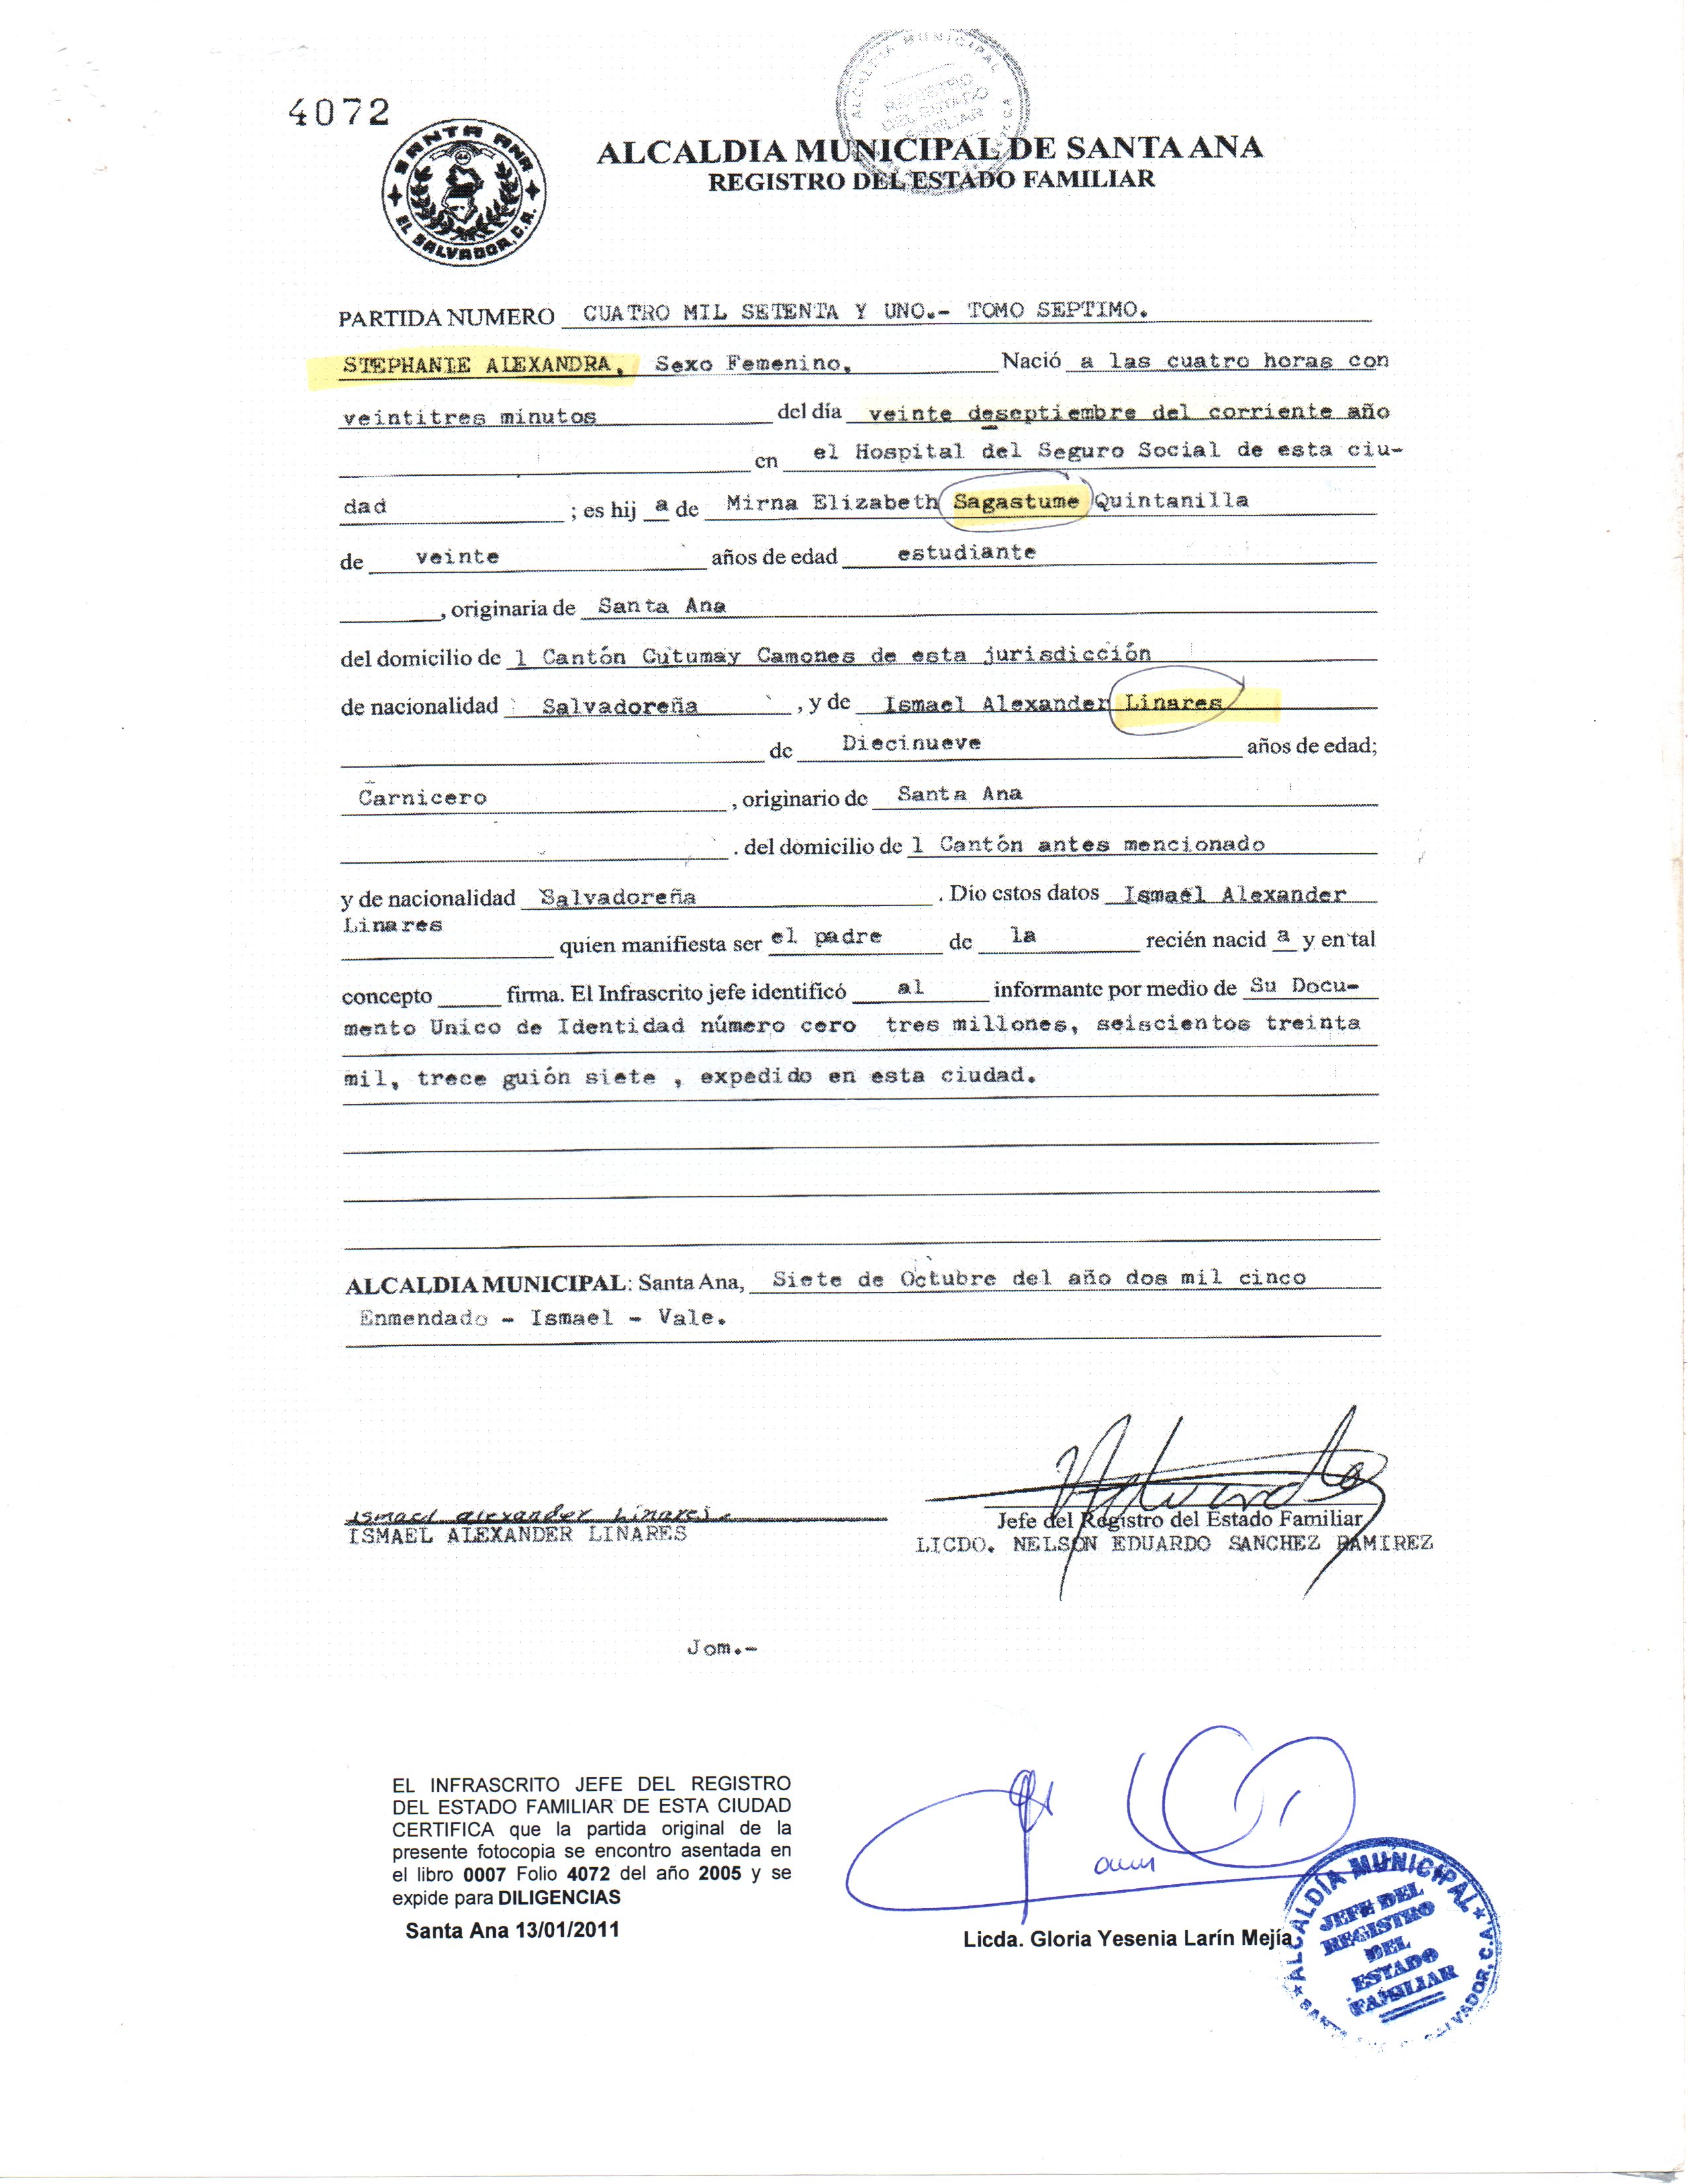 ALCALDIA MUNICIPAL
REGISTRO
DEL ESTADO
FAMILIAR
4072
SANTA ANA
EL SALVADOR, C.A.
ALCALDIA MUNICIPAL DE SANTA ANA
REGISTRO DEL ESTADO FAMILIAR
PARTIDA NUMERO CUATRO MIL SETENTA Y UNO.- TOMO SEPTIMO.
STEPHANIE ALEXANDRA, Sexo Femenino, Nació a las cuatro horas con
veintitres minutos del día veinte deseptiembre del corriente año
en el Hospital del Seguro Social de esta ciu-
dad ; es hij a de Mirna Elizabeth Sagastume Quintanilla
de veinte años de edad estudiante
, originaria de Santa Ana
del domicilio de l Cantón Cutumay Camones de esta jurisdicción
de nacionalidad Salvadoreña , y de Ismael Alexander Linares
de Diecinueve años de edad;
Carnicero , originario de Santa Ana
. del domicilio de l Cantón antes mencionado
y de nacionalidad Salvadoreña . Dio estos datos Ismael Alexander
Linares quien manifiesta ser el padre de la recién nacid a y en tal
concepto firma. El Infrascrito jefe identificó al informante por medio de Su Docu-
mento Unico de Identidad número cero tres millones, seiscientos treinta
mil, trece guión siete , expedido en esta ciudad.
ALCALDIA MUNICIPAL: Santa Ana, Siete de Octubre del año dos mil cinco
Enmendado - Ismael - Vale.
ismael alexander Linares.
ISMAEL ALEXANDER LINARES
Jefe del Registro del Estado Familiar
LICDO. NELSON EDUARDO SANCHEZ RAMIREZ
Jom.-
EL INFRASCRITO JEFE DEL REGISTRO
DEL ESTADO FAMILIAR DE ESTA CIUDAD
CERTIFICA que la partida original de la
presente fotocopia se encontro asentada en
el libro 0007 Folio 4072 del año 2005 y se
expide para DILIGENCIAS
Santa Ana 13/01/2011
Licda. Gloria Yesenia Larín Mejía
ALCALDÍA MUNICIPAL
JEFE DEL
REGISTRO
DEL
ESTADO
FAMILIAR